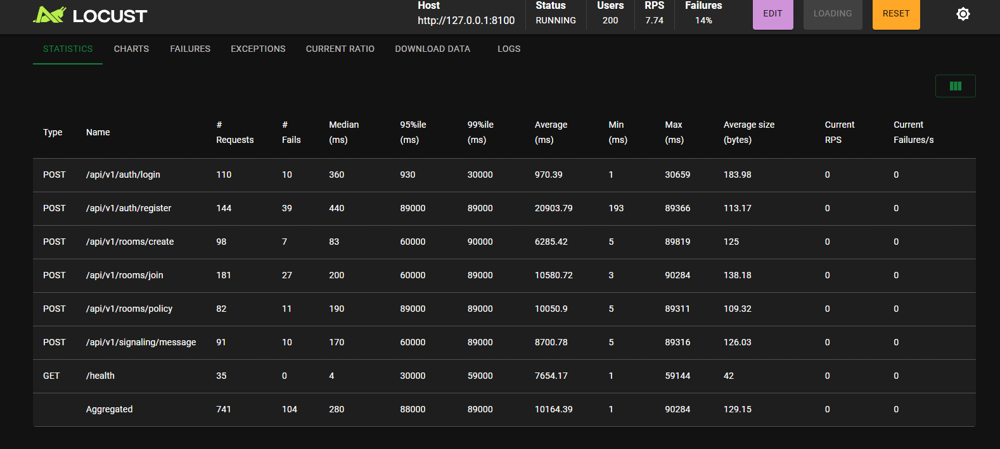 LOCUST
Host
http://127.0.0.1:8100
Status
RUNNING
Users
200
RPS
7.74
Failures
14%
EDIT
LOADING
RESET
STATISTICS CHARTS FAILURES EXCEPTIONS CURRENT RATIO DOWNLOAD DATA LOGS
Type Name # Requests # Fails Median (ms) 95%ile (ms) 99%ile (ms) Average (ms) Min (ms) Max (ms) Average size (bytes) Current RPS Current Failures/s
POST /api/v1/auth/login 110 10 360 930 30000 970.39 1 30659 183.98 0 0
POST /api/v1/auth/register 144 39 440 89000 89000 20903.79 193 89366 113.17 0 0
POST /api/v1/rooms/create 98 7 83 60000 90000 6285.42 5 89819 125 0 0
POST /api/v1/rooms/join 181 27 200 60000 89000 10580.72 3 90284 138.18 0 0
POST /api/v1/rooms/policy 82 11 190 89000 89000 10050.9 5 89311 109.32 0 0
POST /api/v1/signaling/message 91 10 170 60000 89000 8700.78 5 89316 126.03 0 0
GET /health 35 0 4 30000 59000 7654.17 1 59144 42 0 0
Aggregated 741 104 280 88000 89000 10164.39 1 90284 129.15 0 0